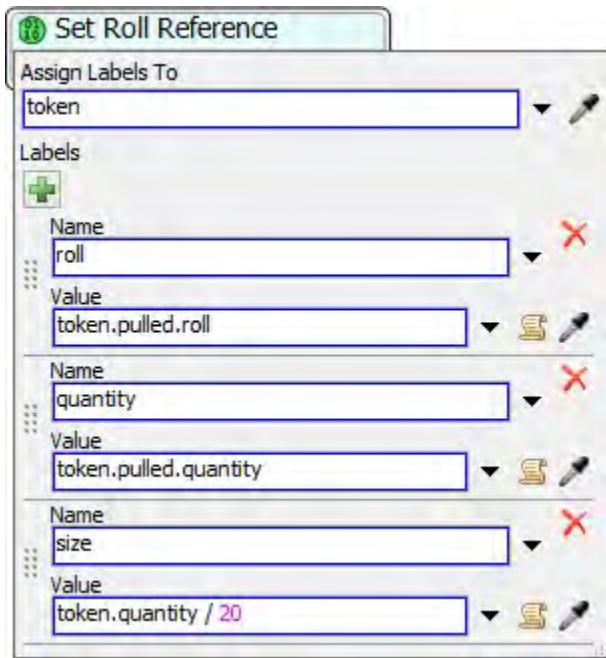 Set Roll Reference
Assign Labels To
token
Labels
Name
roll
Value
token.pulled.roll
Name
quantity
Value
token.pulled.quantity
Name
size
Value
token.quantity / 20